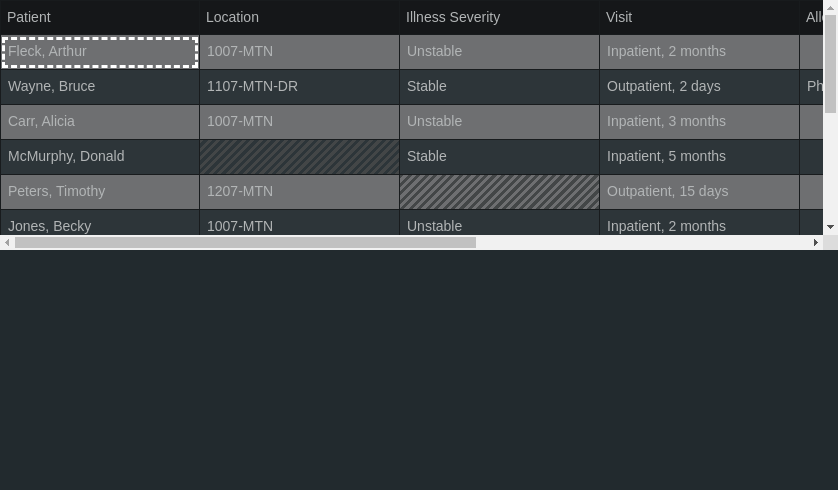 Patient Location Illness Severity Visit All
Fleck, Arthur 1007-MTN Unstable Inpatient, 2 months
Wayne, Bruce 1107-MTN-DR Stable Outpatient, 2 days Ph
Carr, Alicia 1007-MTN Unstable Inpatient, 3 months
McMurphy, Donald Stable Inpatient, 5 months
Peters, Timothy 1207-MTN Outpatient, 15 days
Jones, Becky 1007-MTN Unstable Inpatient, 2 months